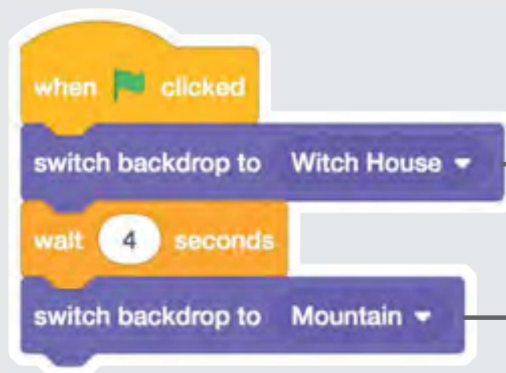 when clicked
switch backdrop to Witch House
wait 4 seconds
switch backdrop to Mountain